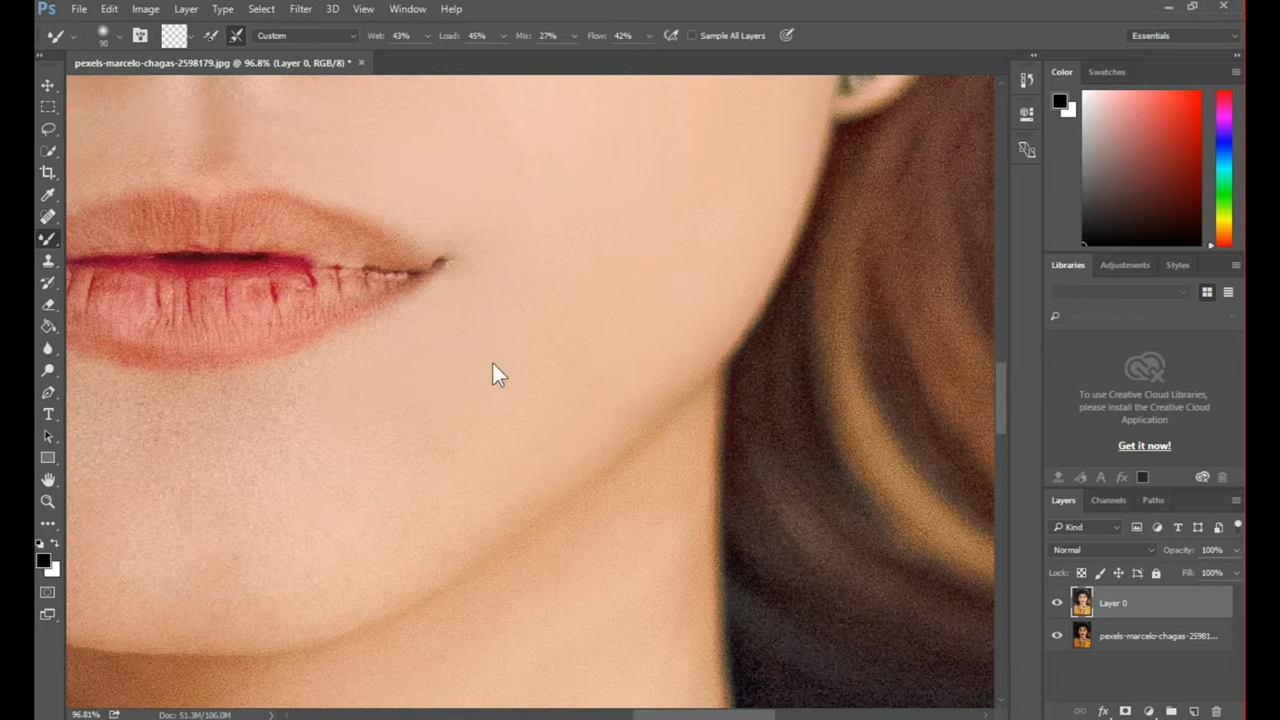 Ps File Edit Image Layer Type Select Filter 3D View Window Help
90 Custom Wet: 43% Load: 45% Mix: 27% Flow: 42% Sample All Layers Essentials
pexels-marcelo-chagas-2598179.jpg @ 96.8% (Layer 0, RGB/8) * ×
Color Swatches
Libraries Adjustments Styles
To use Creative Cloud Libraries,
please install the Creative Cloud
Application
Get it now!
Layers Channels Paths
Kind
Normal Opacity: 100%
Lock: Fill: 100%
Layer 0
pexels-marcelo-chagas-25981...
96.81% Doc: 51.3M/106.0M